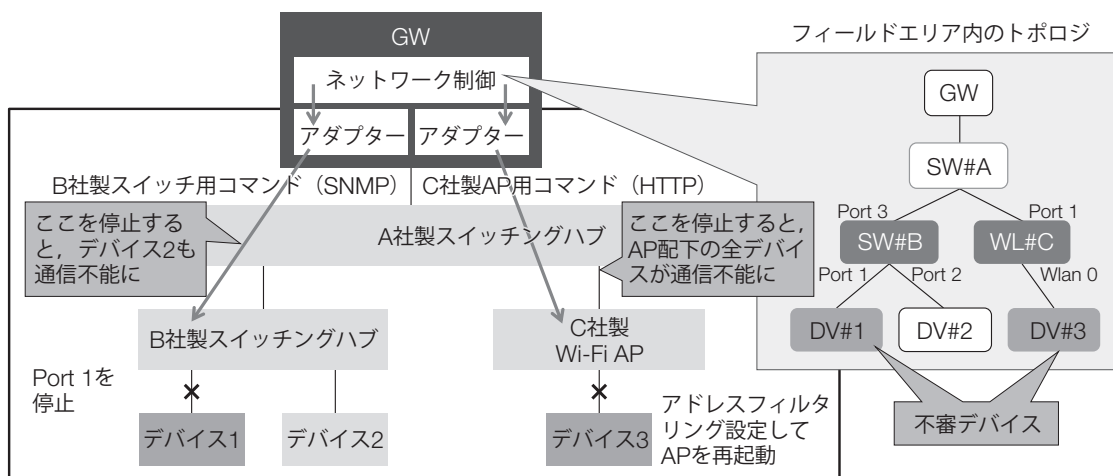 GW
ネットワーク制御
アダプター
アダプター
B社製スイッチ用コマンド（SNMP）
C社製AP用コマンド（HTTP）
ここを停止する
と，デバイス2も
通信不能に
A社製スイッチングハブ
ここを停止すると，
AP配下の全デバイ
スが通信不能に
B社製スイッチングハブ
C社製
Wi-Fi AP
Port 1を
停止
デバイス1
デバイス2
デバイス3
アドレスフィルタ
リング設定して
APを再起動
フィールドエリア内のトポロジ
GW
SW#A
Port 3
Port 1
SW#B
WL#C
Port 1
Port 2
Wlan 0
DV#1
DV#2
DV#3
不審デバイス